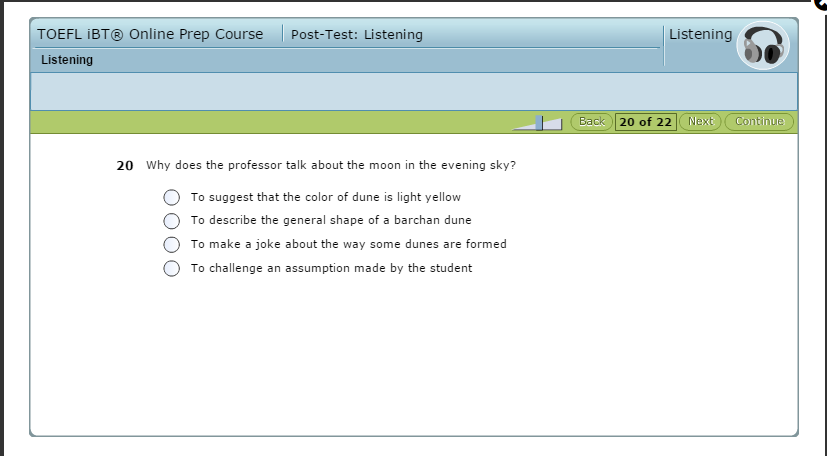 TOEFL iBT® Online Prep Course Post-Test: Listening Listening
Listening
Back 20 of 22 Next Continue
20 Why does the professor talk about the moon in the evening sky?
To suggest that the color of dune is light yellow
To describe the general shape of a barchan dune
To make a joke about the way some dunes are formed
To challenge an assumption made by the student